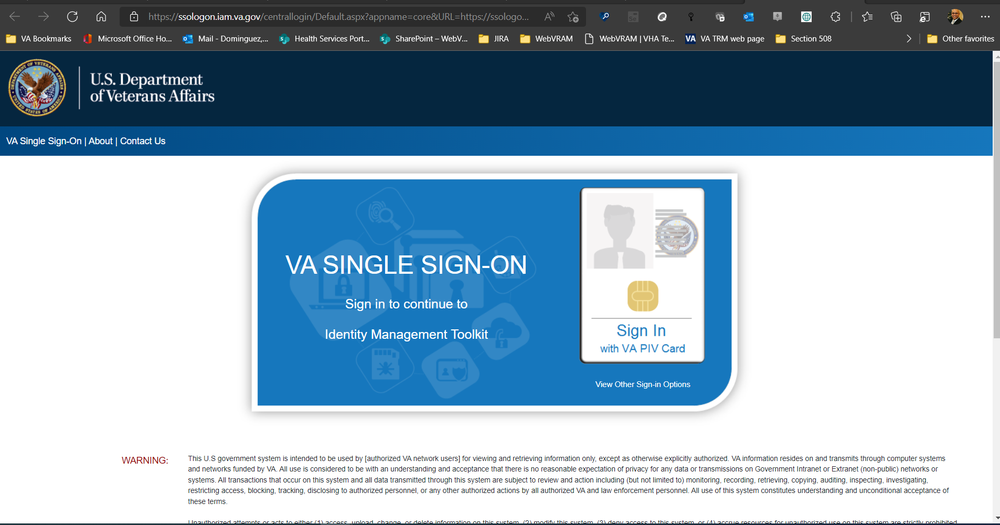 https://ssologon.iam.va.gov/centrallogin/Default.aspx?appname=core&URL=https://ssologo...
VA Bookmarks
Microsoft Office Ho...
Mail - Dominguez,...
Health Services Port...
SharePoint – WebV...
JIRA
WebVRAM
WebVRAM | VHA Te...
VA VA TRM web page
Section 508
Other favorites
U.S. Department
of Veterans Affairs
VA Single Sign-On | About | Contact Us
VA SINGLE SIGN-ON
Sign in to continue to
Identity Management Toolkit
Sign In
with VA PIV Card
View Other Sign-in Options
WARNING:
This U.S government system is intended to be used by [authorized VA network users] for viewing and retrieving information only, except as otherwise explicitly authorized. VA information resides on and transmits through computer systems
and networks funded by VA. All use is considered to be with an understanding and acceptance that there is no reasonable expectation of privacy for any data or transmissions on Government Intranet or Extranet (non-public) networks or
systems. All transactions that occur on this system and all data transmitted through this system are subject to review and action including (but not limited to) monitoring, recording, retrieving, copying, auditing, inspecting, investigating,
restricting access, blocking, tracking, disclosing to authorized personnel, or any other authorized actions by all authorized VA and law enforcement personnel. All use of this system constitutes understanding and unconditional acceptance of
these terms.
Unauthorized attempts or acts to either (1) access, upload, change, or delete information on this system, (2) modify this system, (3) deny access to this system, or (4) accrue resources for unauthorized use on this system are strictly prohibited.